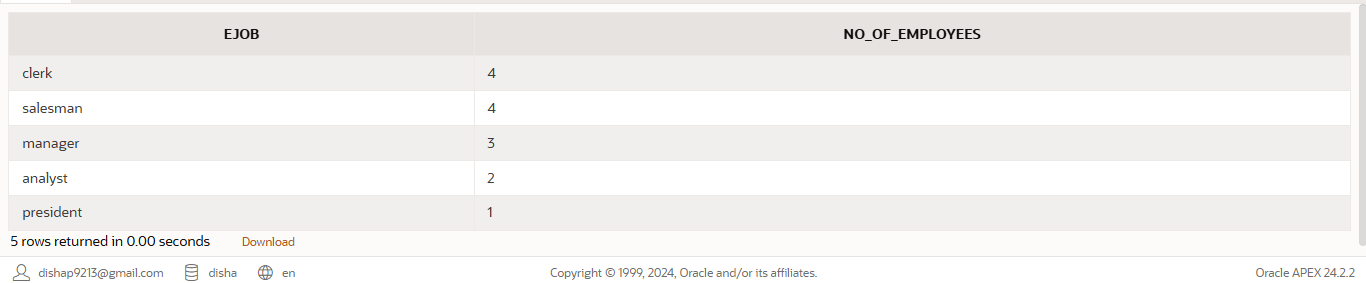 EJOB NO_OF_EMPLOYEES
clerk 4
salesman 4
manager 3
analyst 2
president 1
5 rows returned in 0.00 seconds Download
dishap9213@gmail.com disha en Copyright © 1999, 2024, Oracle and/or its affiliates. Oracle APEX 24.2.2